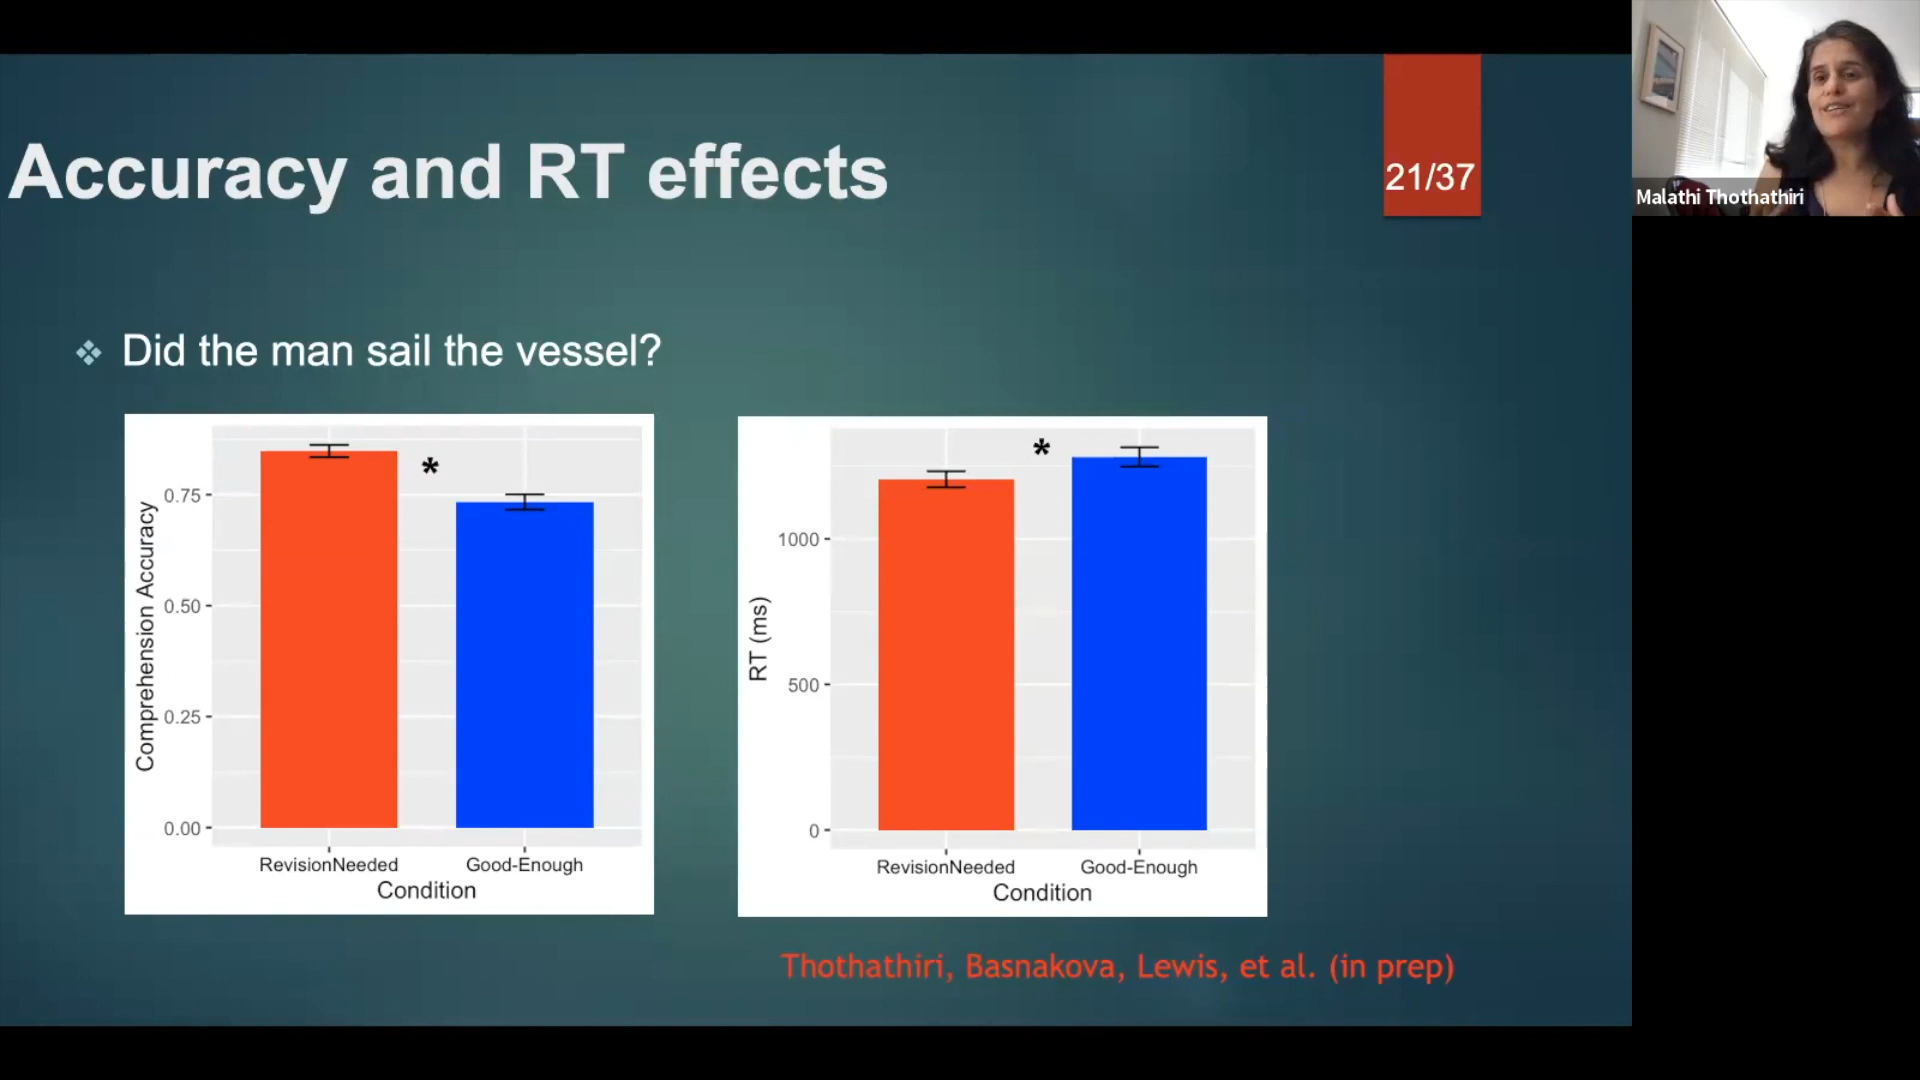 Accuracy and RT effects
21/37
Malathi Thothathiri
Did the man sail the vessel?
Comprehension Accuracy
0.75
0.50
0.25
0.00
*
RevisionNeeded Good-Enough
Condition
RT (ms)
1000
500
0
*
RevisionNeeded Good-Enough
Condition
Thothathiri, Basnakova, Lewis, et al. (in prep)